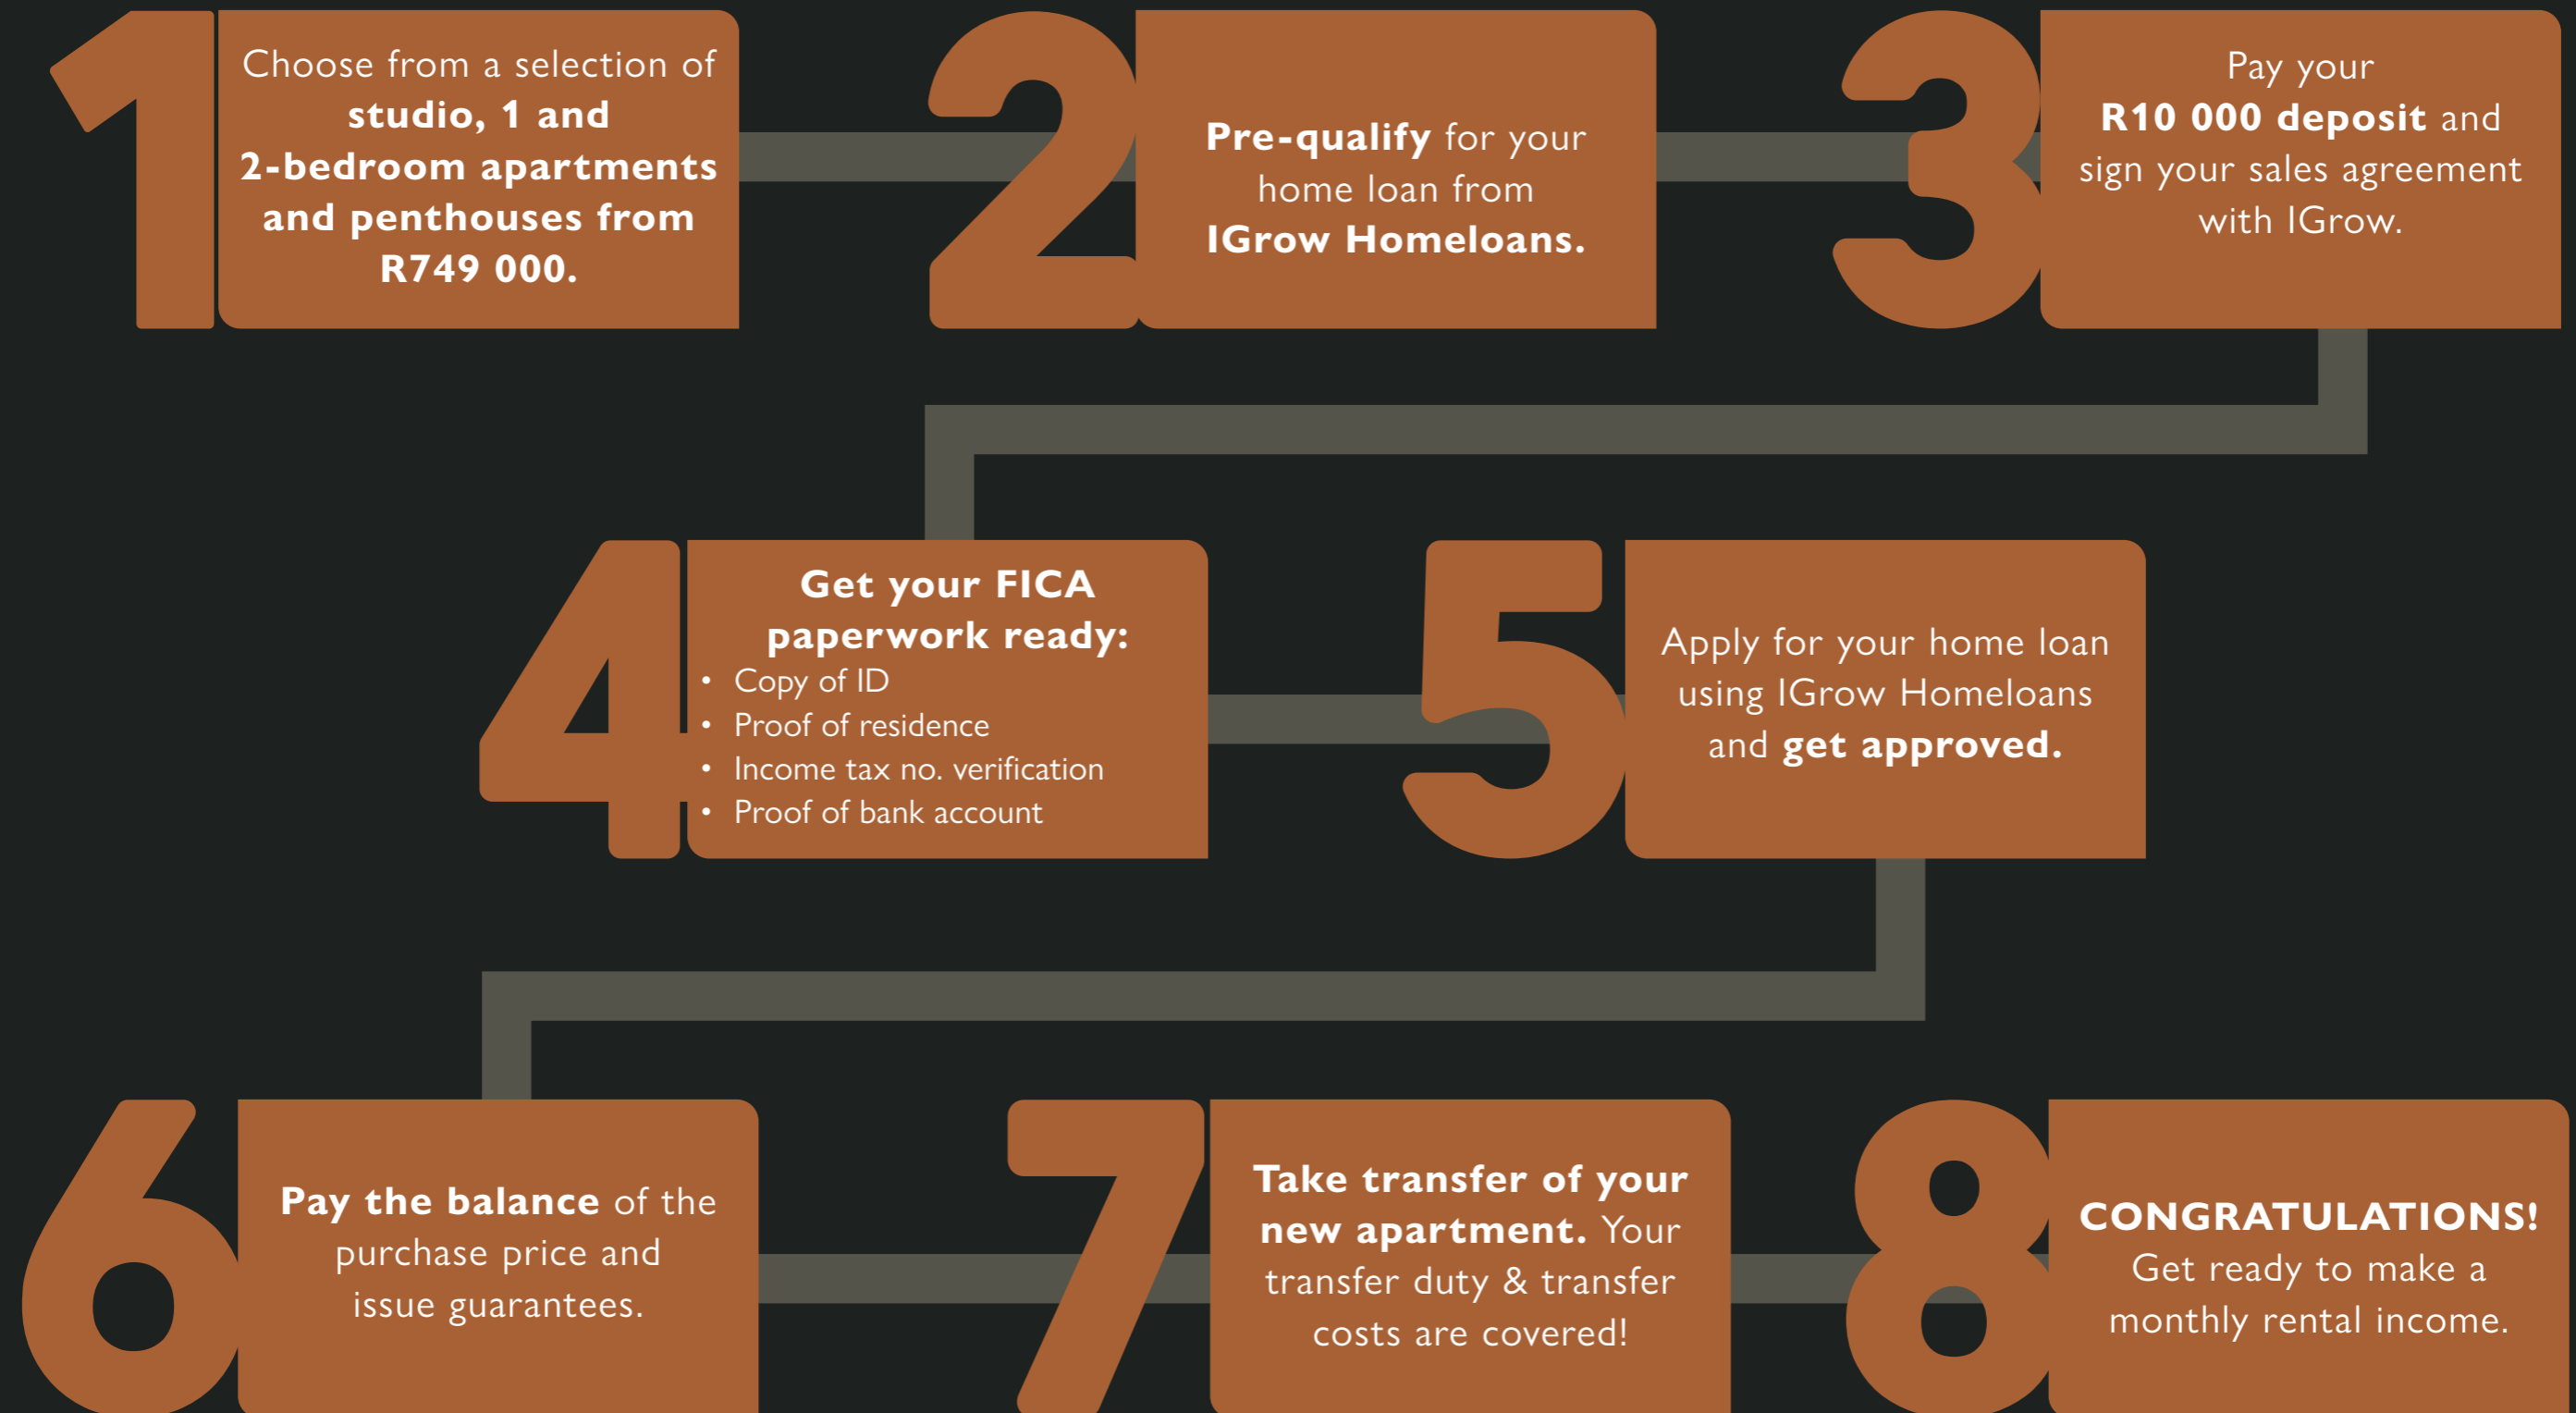 1
Choose from a selection of
studio, 1 and
2-bedroom apartments
and penthouses from
R749 000.
2
Pre-qualify for your
home loan from
IGrow Homeloans.
3
Pay your
R10 000 deposit and
sign your sales agreement
with IGrow.
4
Get your FICA
paperwork ready:
• Copy of ID
• Proof of residence
• Income tax no. verification
• Proof of bank account
5
Apply for your home loan
using IGrow Homeloans
and get approved.
6
Pay the balance of the
purchase price and
issue guarantees.
7
Take transfer of your
new apartment. Your
transfer duty & transfer
costs are covered!
8
CONGRATULATIONS!
Get ready to make a
monthly rental income.